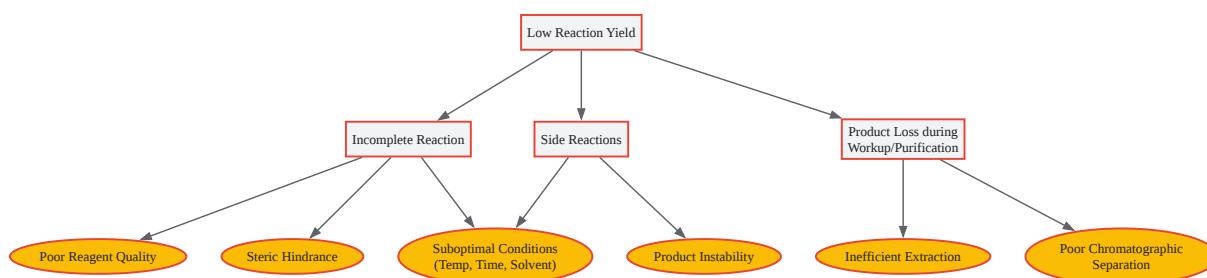 Low Reaction Yield
Incomplete Reaction
Side Reactions
Product Loss during
Workup/Purification
Poor Reagent Quality
Steric Hindrance
Suboptimal Conditions
(Temp, Time, Solvent)
Product Instability
Inefficient Extraction
Poor Chromatographic
Separation